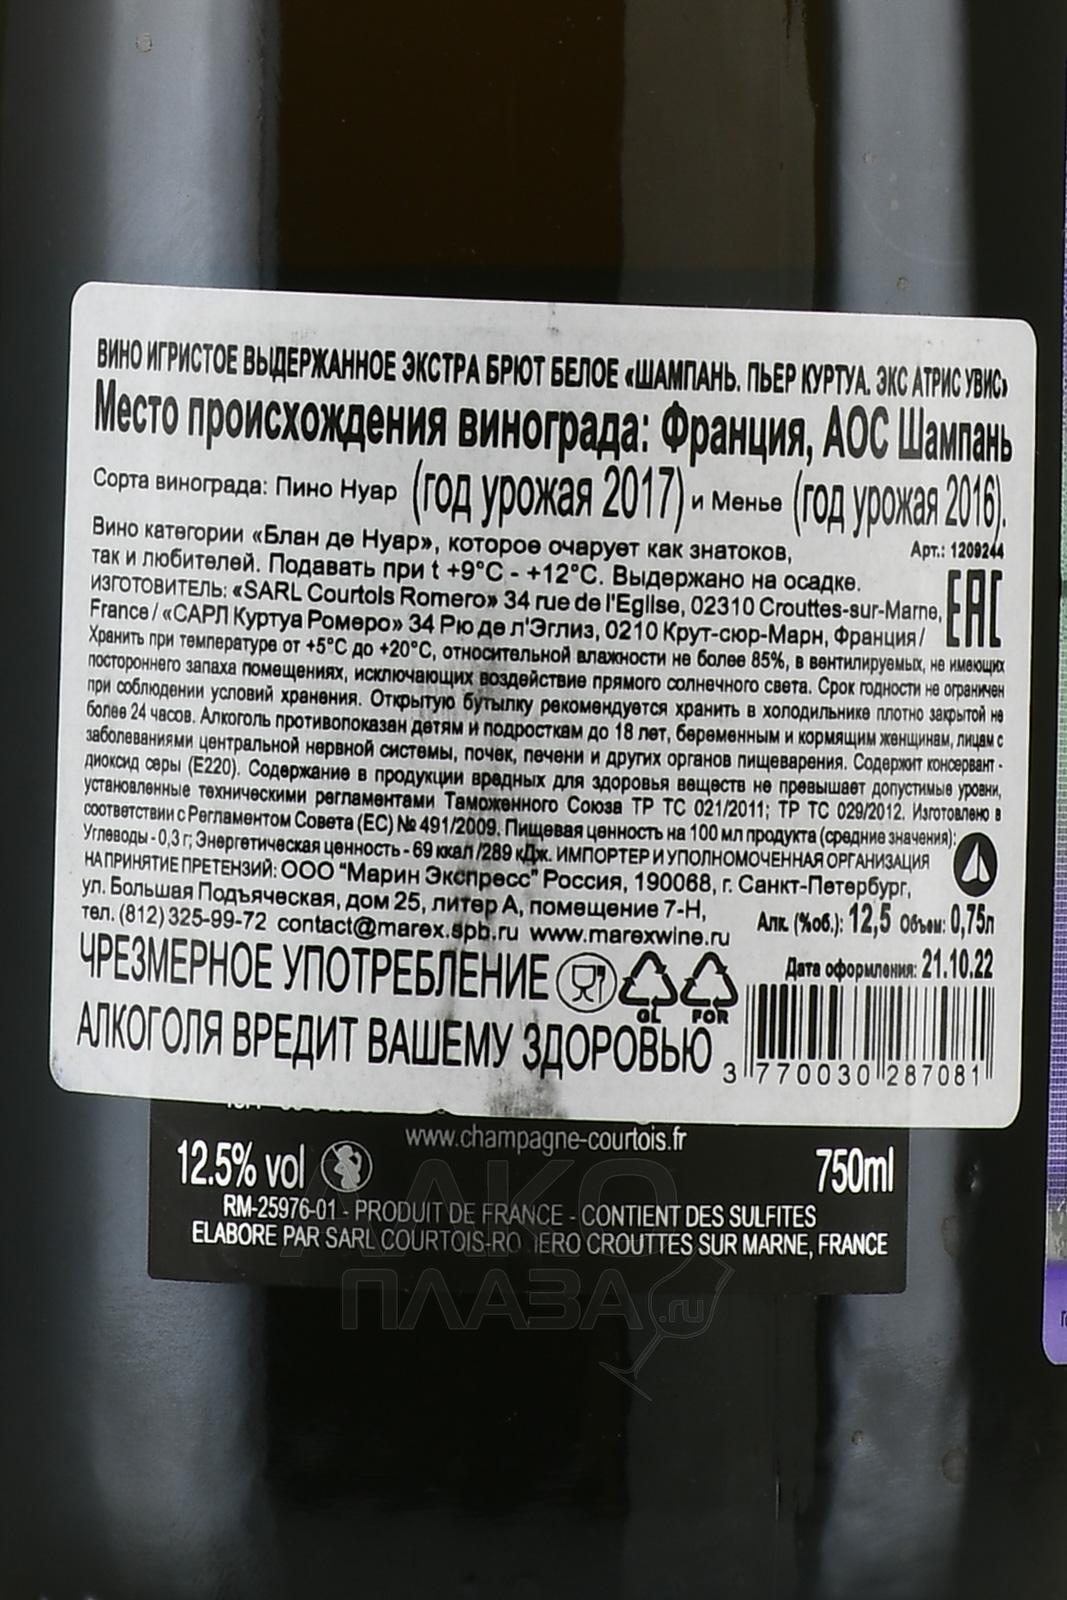 ВИНО ИГРИСТОЕ ВЫДЕРЖАННОЕ ЭКСТРА БРЮТ БЕЛОЕ «ШАМПАНЬ. ПЬЕР КУРТУА. ЭКС АТРИС УВИС»
Место происхождения винограда: Франция, АОС Шампань
Сорта винограда: Пино Нуар (год урожая 2017) и Менье (год урожая 2016).
Вино категории «Блан де Нуар», которое очарует как знатоков,
Арт.: 1209244
так и любителей. Подавать при t +9°C - +12°C. Выдержано на осадке.
EAC
ИЗГОТОВИТЕЛЬ: «SARL Courtois Romero» 34 rue de l'Eglise, 02310 Crouttes-sur-Marne,
France / «САРЛ Куртуа Ромеро» 34 Рю де л'Эглиз, 0210 Крут-сюр-Марн, Франция /
Хранить при температуре от +5°С до +20°С, относительной влажности не более 85%, в вентилируемых, не имеющих
постороннего запаха помещениях, исключающих воздействие прямого солнечного света. Срок годности не ограничен
при соблюдении условий хранения. Открытую бутылку рекомендуется хранить в холодильнике плотно закрытой не
более 24 часов. Алкоголь противопоказан детям и подросткам до 18 лет, беременным и кормящим женщинам, лицам с
заболеваниями центральной нервной системы, почек, печени и других органов пищеварения. Содержит консервант -
диоксид серы (Е220). Содержание в продукции вредных для здоровья веществ не превышает допустимые уровни,
установленные техническими регламентами Таможенного Союза ТР ТС 021/2011; ТР ТС 029/2012. Изготовлено в
соответствии с Регламентом Совета (ЕС) № 491/2009. Пищевая ценность на 100 мл продукта (средние значения):
Углеводы - 0,3 г; Энергетическая ценность - 69 ккал /289 кДж. ИМПОРТЕР И УПОЛНОМОЧЕННАЯ ОРГАНИЗАЦИЯ
НА ПРИНЯТИЕ ПРЕТЕНЗИЙ: ООО "Марин Экспресс" Россия, 190068, г. Санкт-Петербург,
ул. Большая Подъяческая, дом 25, литер А, помещение 7-Н,
Алк. (%об.): 12,5 Объем: 0,75л
тел. (812) 325-99-72 contact@marex.spb.ru www.marexwine.ru
Дата оформления: 21.10.22
ЧРЕЗМЕРНОЕ УПОТРЕБЛЕНИЕ
GL FOR
АЛКОГОЛЯ ВРЕДИТ ВАШЕМУ ЗДОРОВЬЮ
3 770030 287081
www.champagne-courtois.fr
12.5% vol 750ml
RM-25976-01 - PRODUIT DE FRANCE - CONTIENT DES SULFITES
ELABORE PAR SARL COURTOIS-RO IERO CROUTTES SUR MARNE, FRANCE
АЛКО
ПЛАЗА.ru